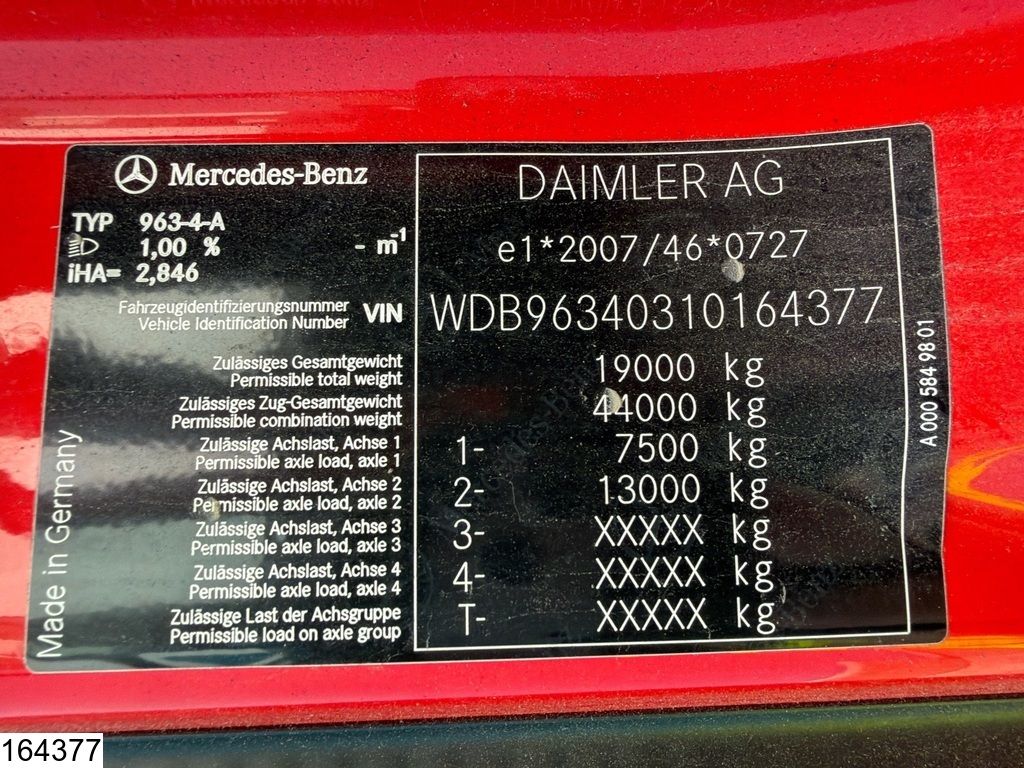 Mercedes-Benz
TYP 963-4-A
1,00 % - m-1
iHA= 2,846
DAIMLER AG
e1*2007/46*0727
Fahrzeugidentifizierungsnummer
Vehicle Identification Number VIN WDB96340310164377
Zulässiges Gesamtgewicht
Permissible total weight 19000 kg
Zulässiges Zug-Gesamtgewicht
Permissible combination weight 44000 kg
Zulässige Achslast, Achse 1
Permissible axle load, axle 1 1- 7500 kg
Zulässige Achslast, Achse 2
Permissible axle load, axle 2 2- 13000 kg
Zulässige Achslast, Achse 3
Permissible axle load, axle 3 3- XXXXX kg
Zulässige Achslast, Achse 4
Permissible axle load, axle 4 4- XXXXX kg
Zulässige Last der Achsgruppe
Permissible load on axle group T- XXXXX kg
Made in Germany
A 000 584 98 01
164377